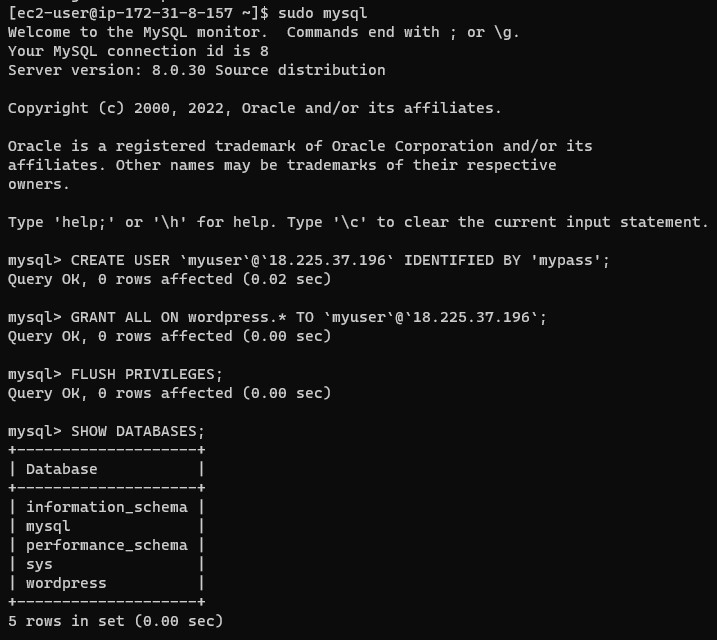 [ec2-user@ip-172-31-8-157 ~]$ sudo mysql
Welcome to the MySQL monitor.  Commands end with ; or \g.
Your MySQL connection id is 8
Server version: 8.0.30 Source distribution
Copyright (c) 2000, 2022, Oracle and/or its affiliates.
Oracle is a registered trademark of Oracle Corporation and/or its
affiliates. Other names may be trademarks of their respective
owners.
Type 'help;' or '\h' for help. Type '\c' to clear the current input statement.
mysql> CREATE USER `myuser`@`18.225.37.196` IDENTIFIED BY 'mypass';
Query OK, 0 rows affected (0.02 sec)
mysql> GRANT ALL ON wordpress.* TO `myuser`@`18.225.37.196`;
Query OK, 0 rows affected (0.00 sec)
mysql> FLUSH PRIVILEGES;
Query OK, 0 rows affected (0.00 sec)
mysql> SHOW DATABASES;
+--------------------+
| Database           |
+--------------------+
| information_schema |
| mysql              |
| performance_schema |
| sys                |
| wordpress          |
+--------------------+
5 rows in set (0.00 sec)